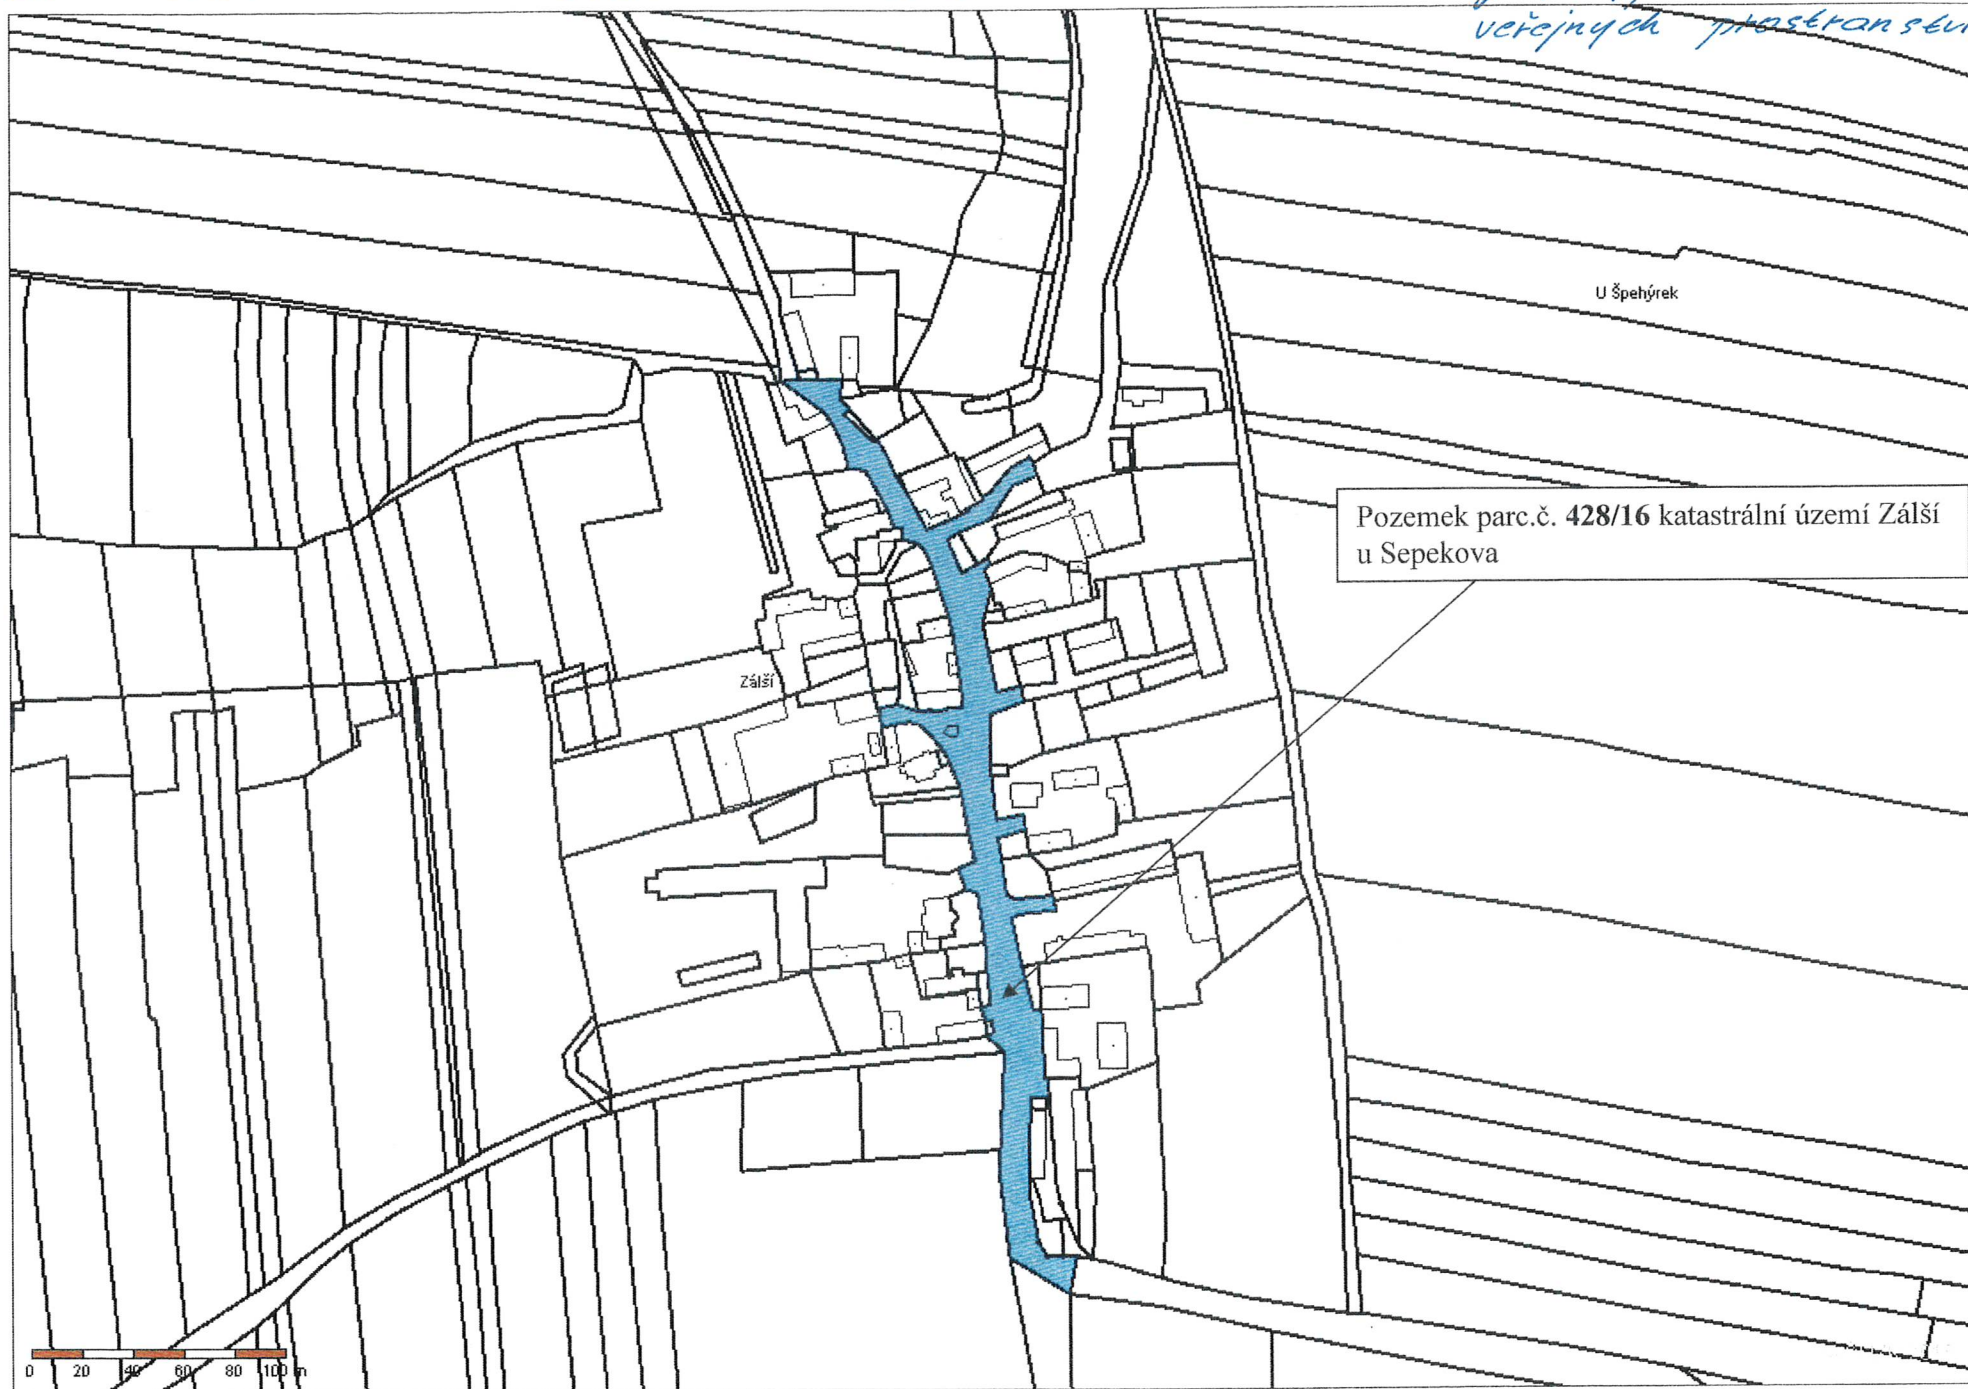 veřejných prostranství
U Špehýrek
Pozemek parc.č. 428/16 katastrální území Zálší
u Sepekova
Zálší
0 20 40 60 80 100 m